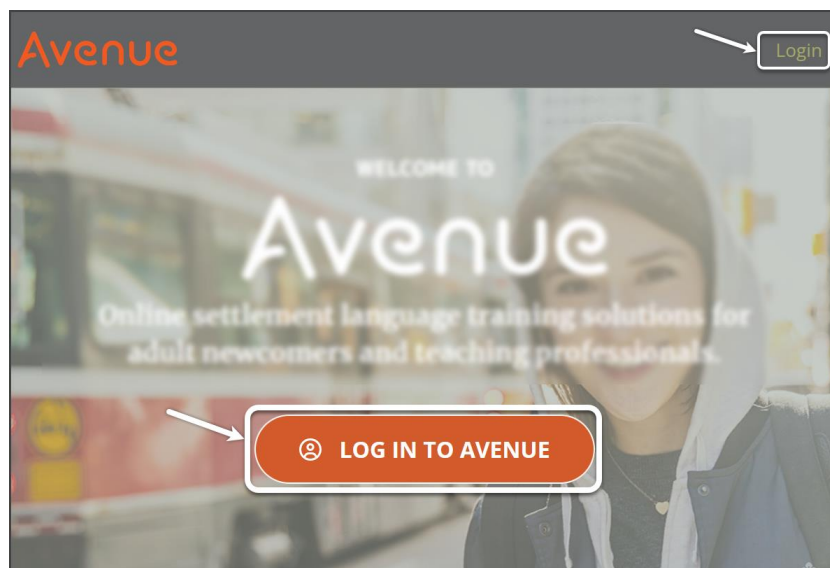 Avenue
Login
WELCOME TO
Avenue
Online settlement language training solutions for
adult newcomers and teaching professionals.
LOG IN TO AVENUE